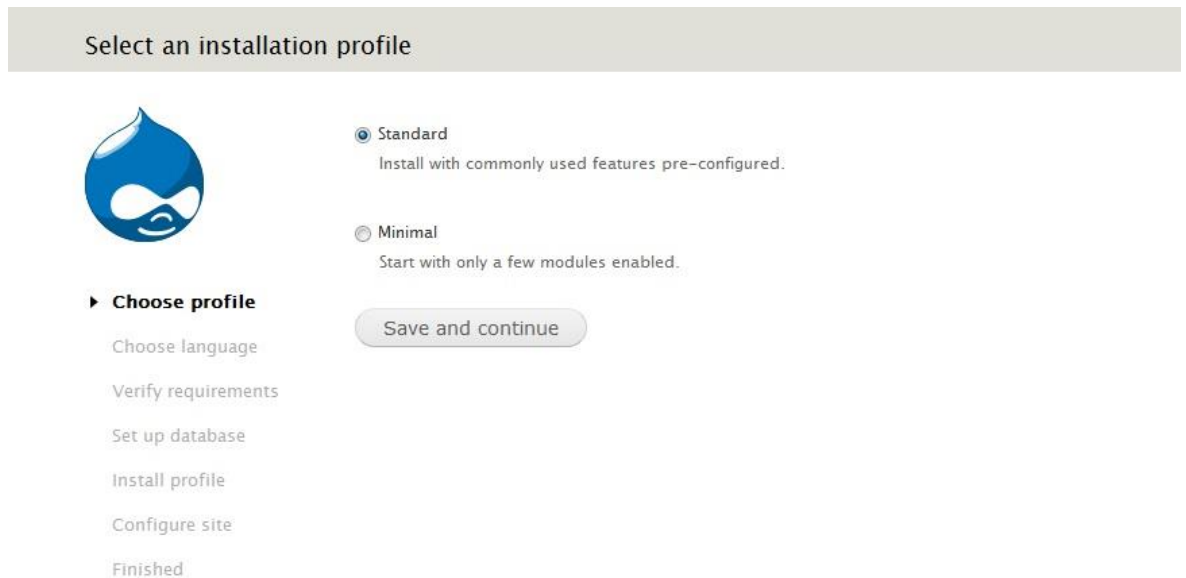 Select an installation profile
Standard
Install with commonly used features pre-configured.
Minimal
Start with only a few modules enabled.
Save and continue
Choose profile
Choose language
Verify requirements
Set up database
Install profile
Configure site
Finished